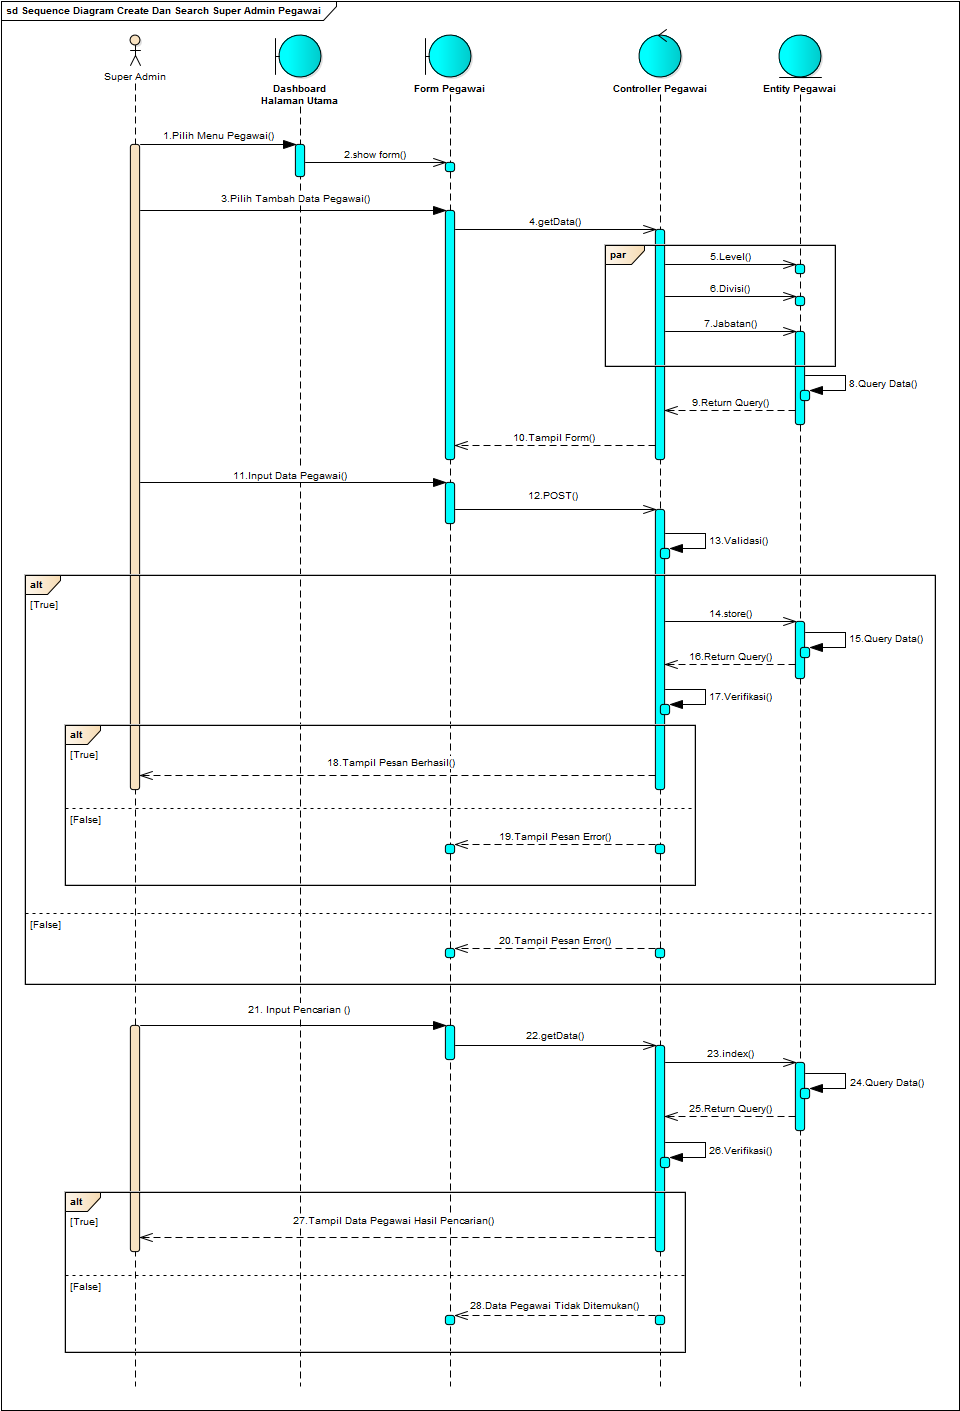 sd Sequence Diagram Create Dan Search Super Admin Pegawai
Super Admin
Dashboard
Halaman Utama
Form Pegawai
Controller Pegawai
Entity Pegawai
1.Pilih Menu Pegawai()
2.show form()
3.Pilih Tambah Data Pegawai()
4.getData()
par
5.Level()
6.Divisi()
7.Jabatan()
8.Query Data()
9.Return Query()
10.Tampil Form()
11.Input Data Pegawai()
12.POST()
13.Validasi()
alt
[True]
14.store()
15.Query Data()
16.Return Query()
17.Verifikasi()
alt
[True]
18.Tampil Pesan Berhasil()
[False]
19.Tampil Pesan Error()
[False]
20.Tampil Pesan Error()
21. Input Pencarian ()
22.getData()
23.index()
24.Query Data()
25.Return Query()
26.Verifikasi()
alt
[True]
27.Tampil Data Pegawai Hasil Pencarian()
[False]
28.Data Pegawai Tidak Ditemukan()